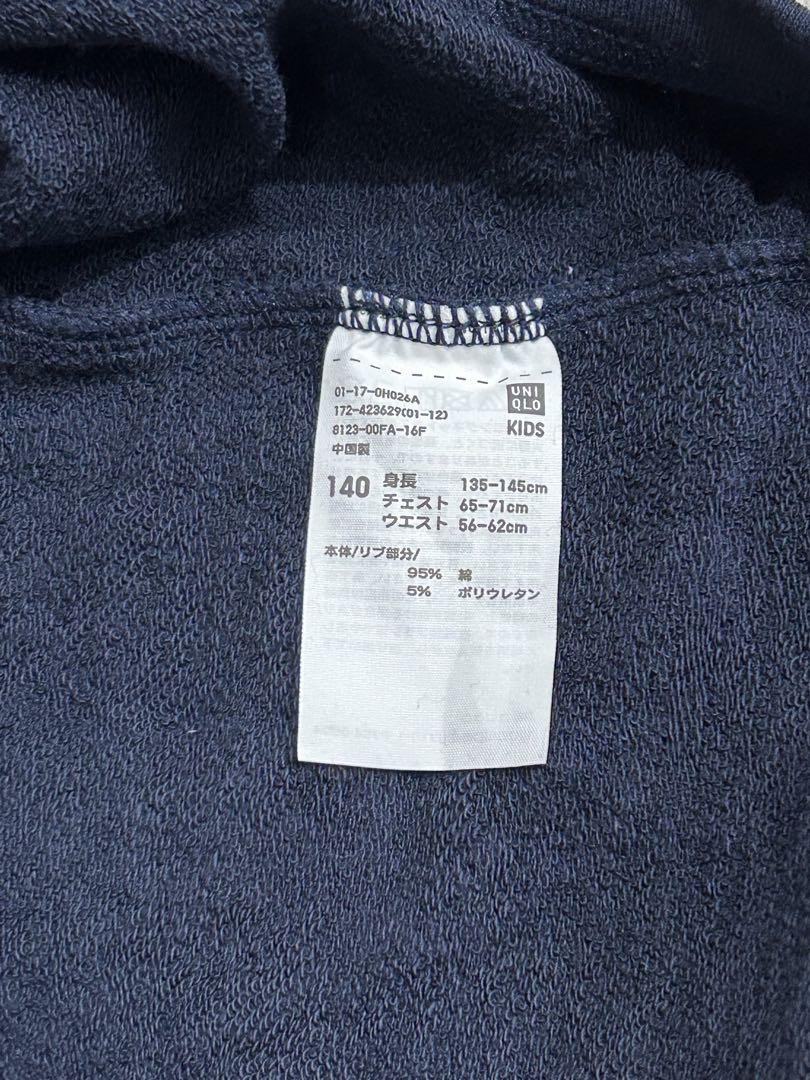 01-17-0H026A
172-423629(01-12)
8123-00FA-16F
中国製
UNI
QLO
KIDS
140 身長 135-145cm
チェスト 65-71cm
ウエスト 56-62cm
本体/リブ部分/
95% 綿
5% ポリウレタン